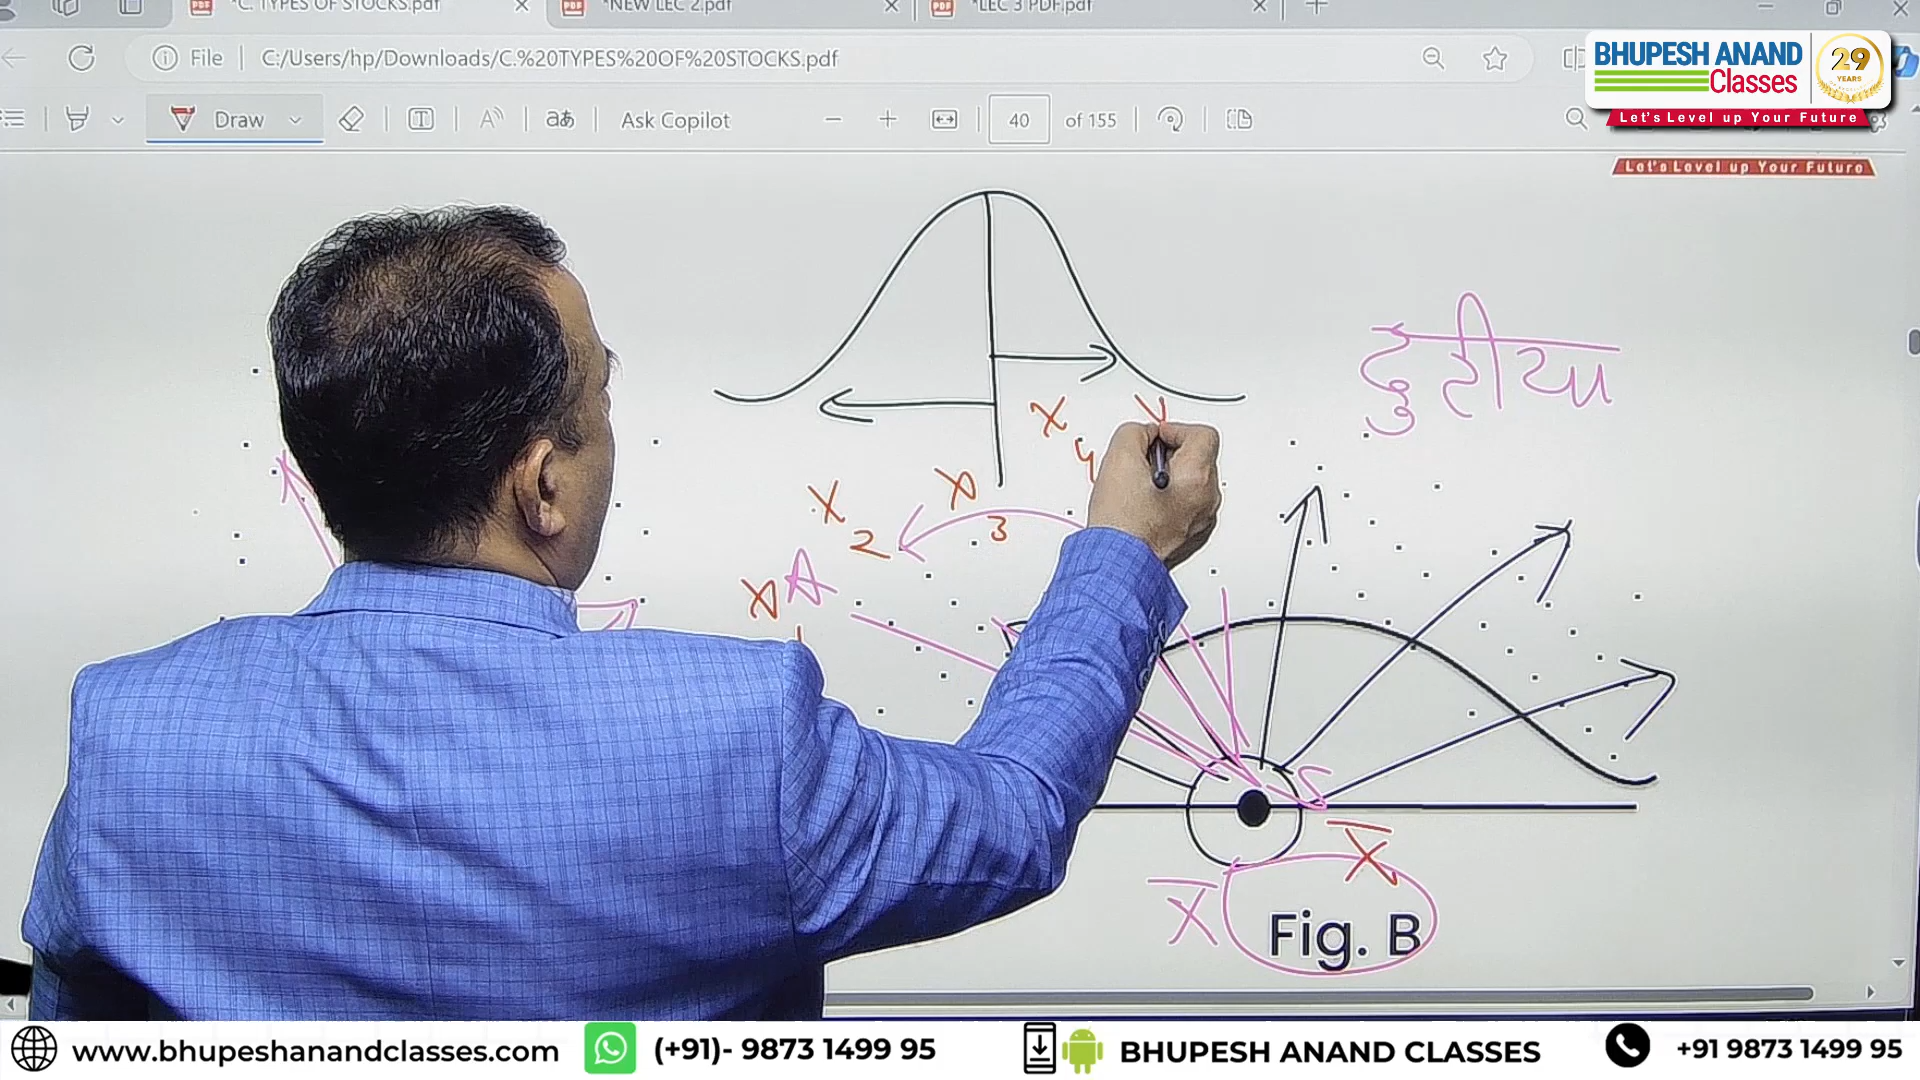 *C. TYPES OF STOCKS.pdf
*NEW LEC 2.pdf
*LEC 3 PDF.pdf
File
C:/Users/hp/Downloads/C.%20TYPES%20OF%20STOCKS.pdf
BHUPESH ANAND
Classes
29
YEARS
Let's Level up Your Future
Draw
Ask Copilot
40
of 155
Let's Level up Your Future
X
4
X
2
X
3
X
A
X
X
Fig. B
www.bhupeshanandclasses.com
(+91)- 9873 1499 95
BHUPESH ANAND CLASSES
+91 9873 1499 95